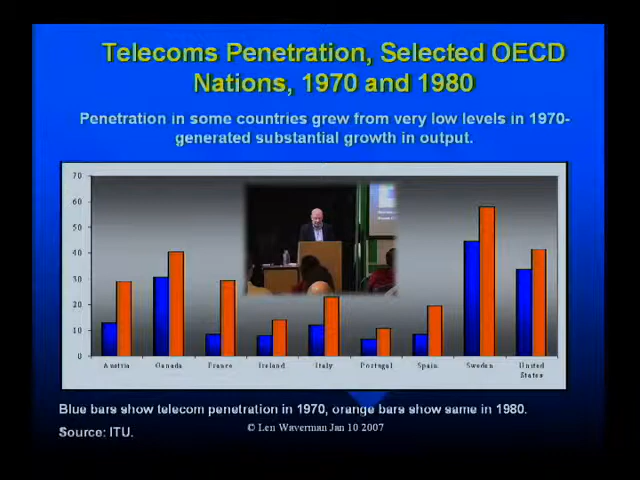 Telecoms Penetration, Selected OECD
Nations, 1970 and 1980
Penetration in some countries grew from very low levels in 1970-
generated substantial growth in output.
70
60
50
40
30
20
10
0
Austria Canada France Ireland Italy Portugal Spain Sweden United
States
Blue bars show telecom penetration in 1970, orange bars show same in 1980.
Source: ITU.
© Len Waverman Jan 10 2007